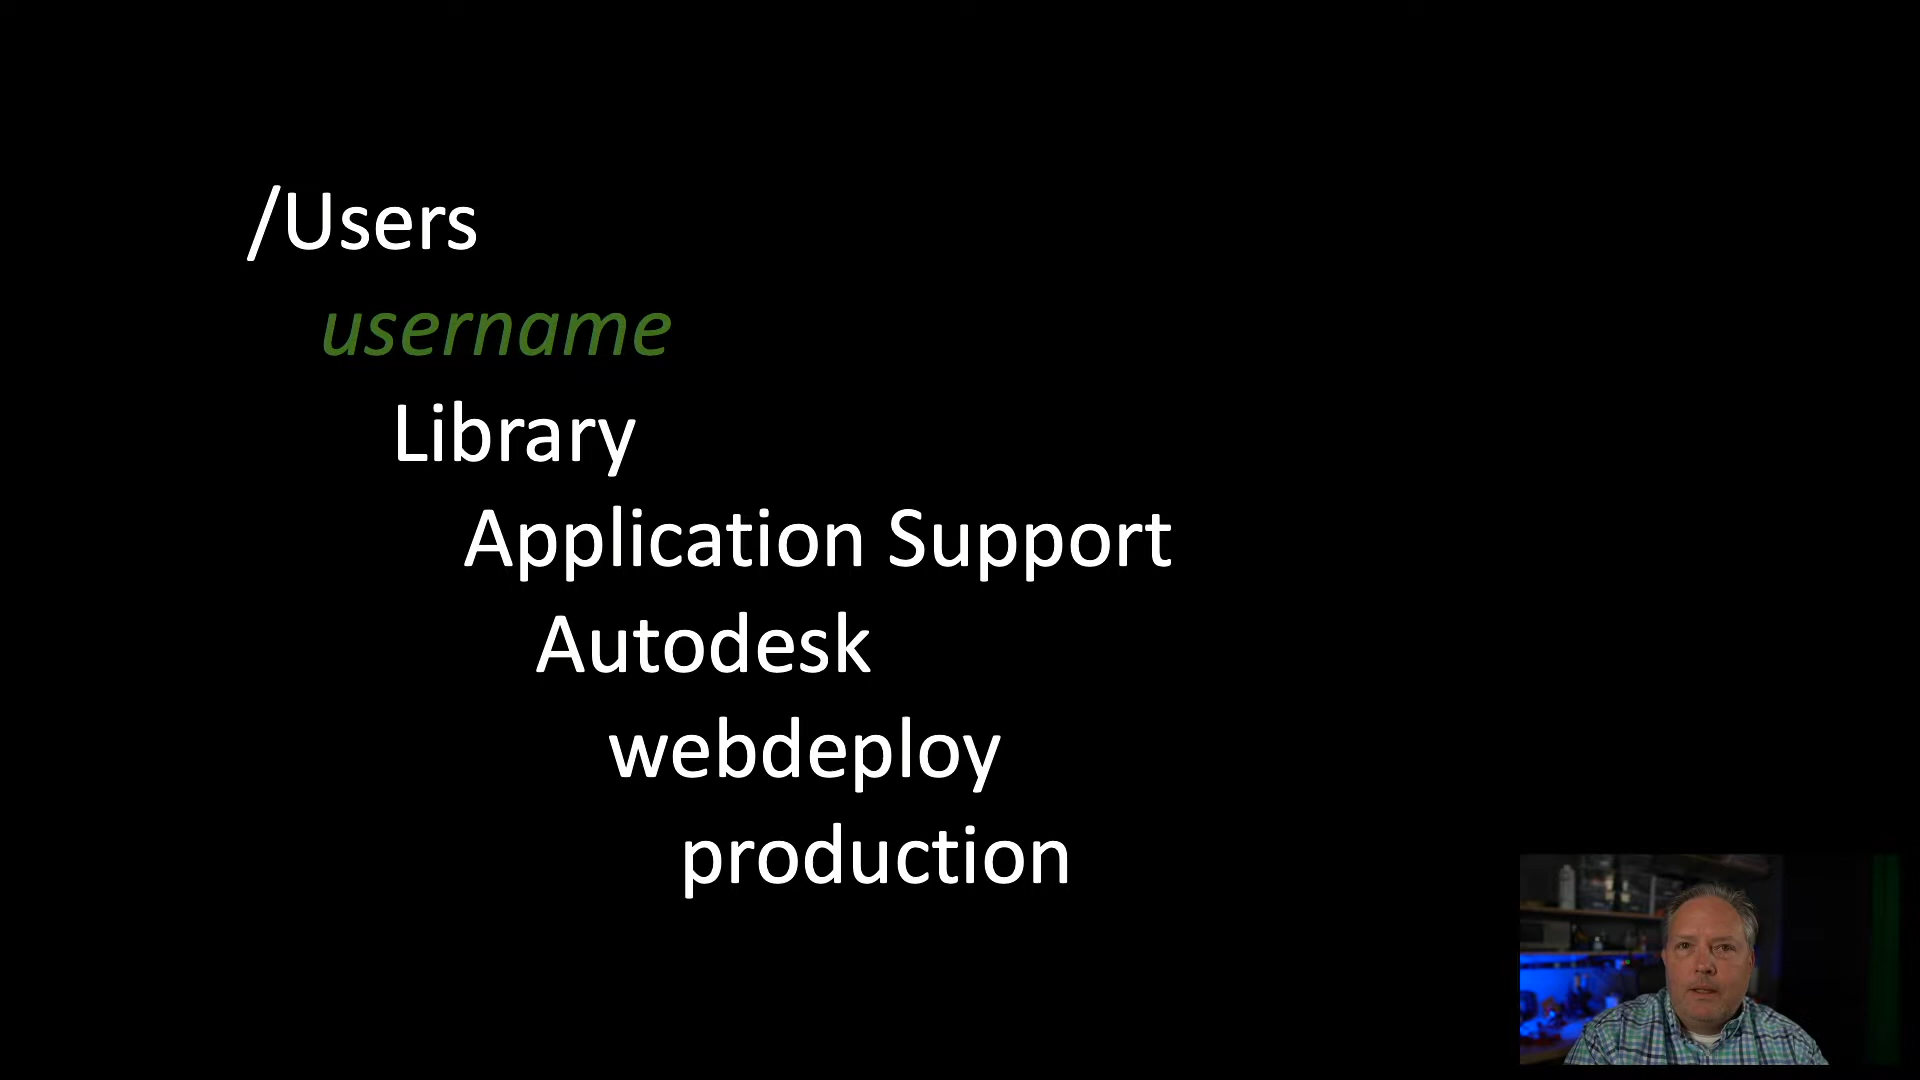 /Users
username
Library
Application Support
Autodesk
webdeploy
production